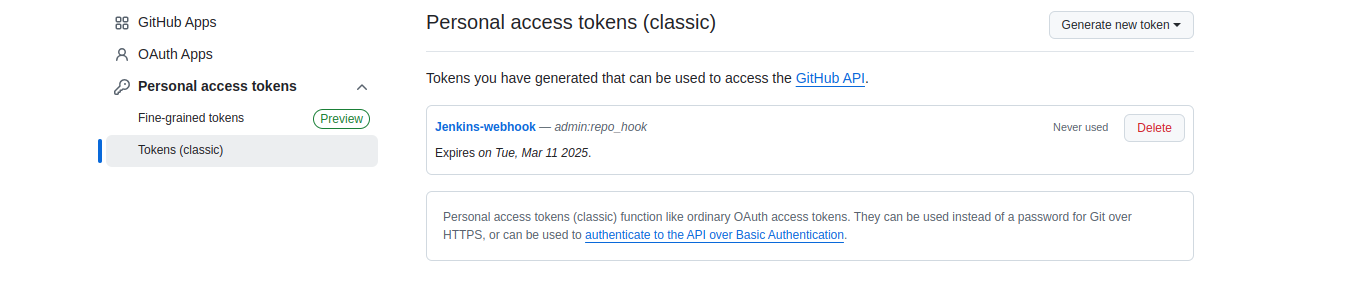 GitHub Apps
OAuth Apps
Personal access tokens
Fine-grained tokens
Preview
Tokens (classic)
Personal access tokens (classic)
Generate new token
Tokens you have generated that can be used to access the GitHub API.
Jenkins-webhook — admin:repo_hook
Never used
Delete
Expires on Tue, Mar 11 2025.
Personal access tokens (classic) function like ordinary OAuth access tokens. They can be used instead of a password for Git over
HTTPS, or can be used to authenticate to the API over Basic Authentication.